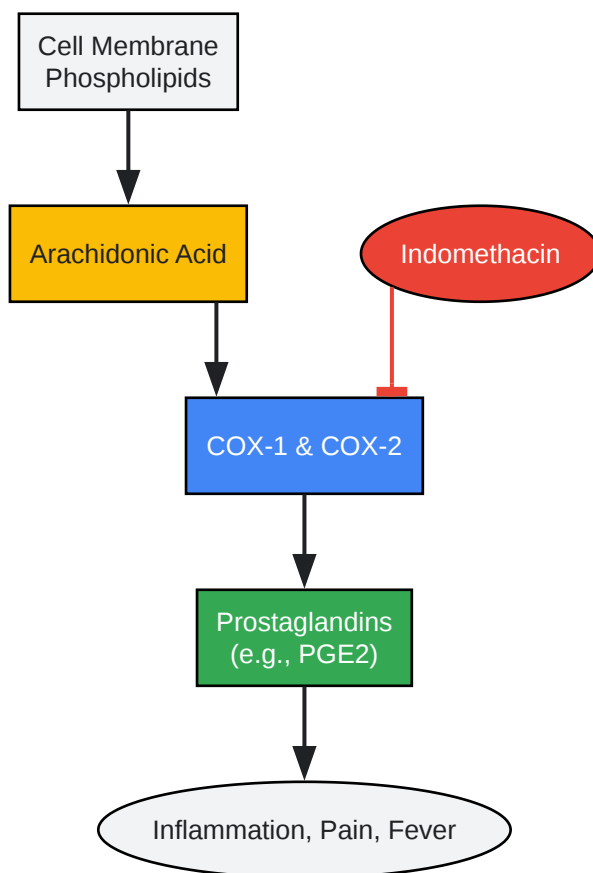 Cell Membrane
Phospholipids
Arachidonic Acid
Indomethacin
COX-1 & COX-2
Prostaglandins
(e.g., PGE2)
Inflammation, Pain, Fever